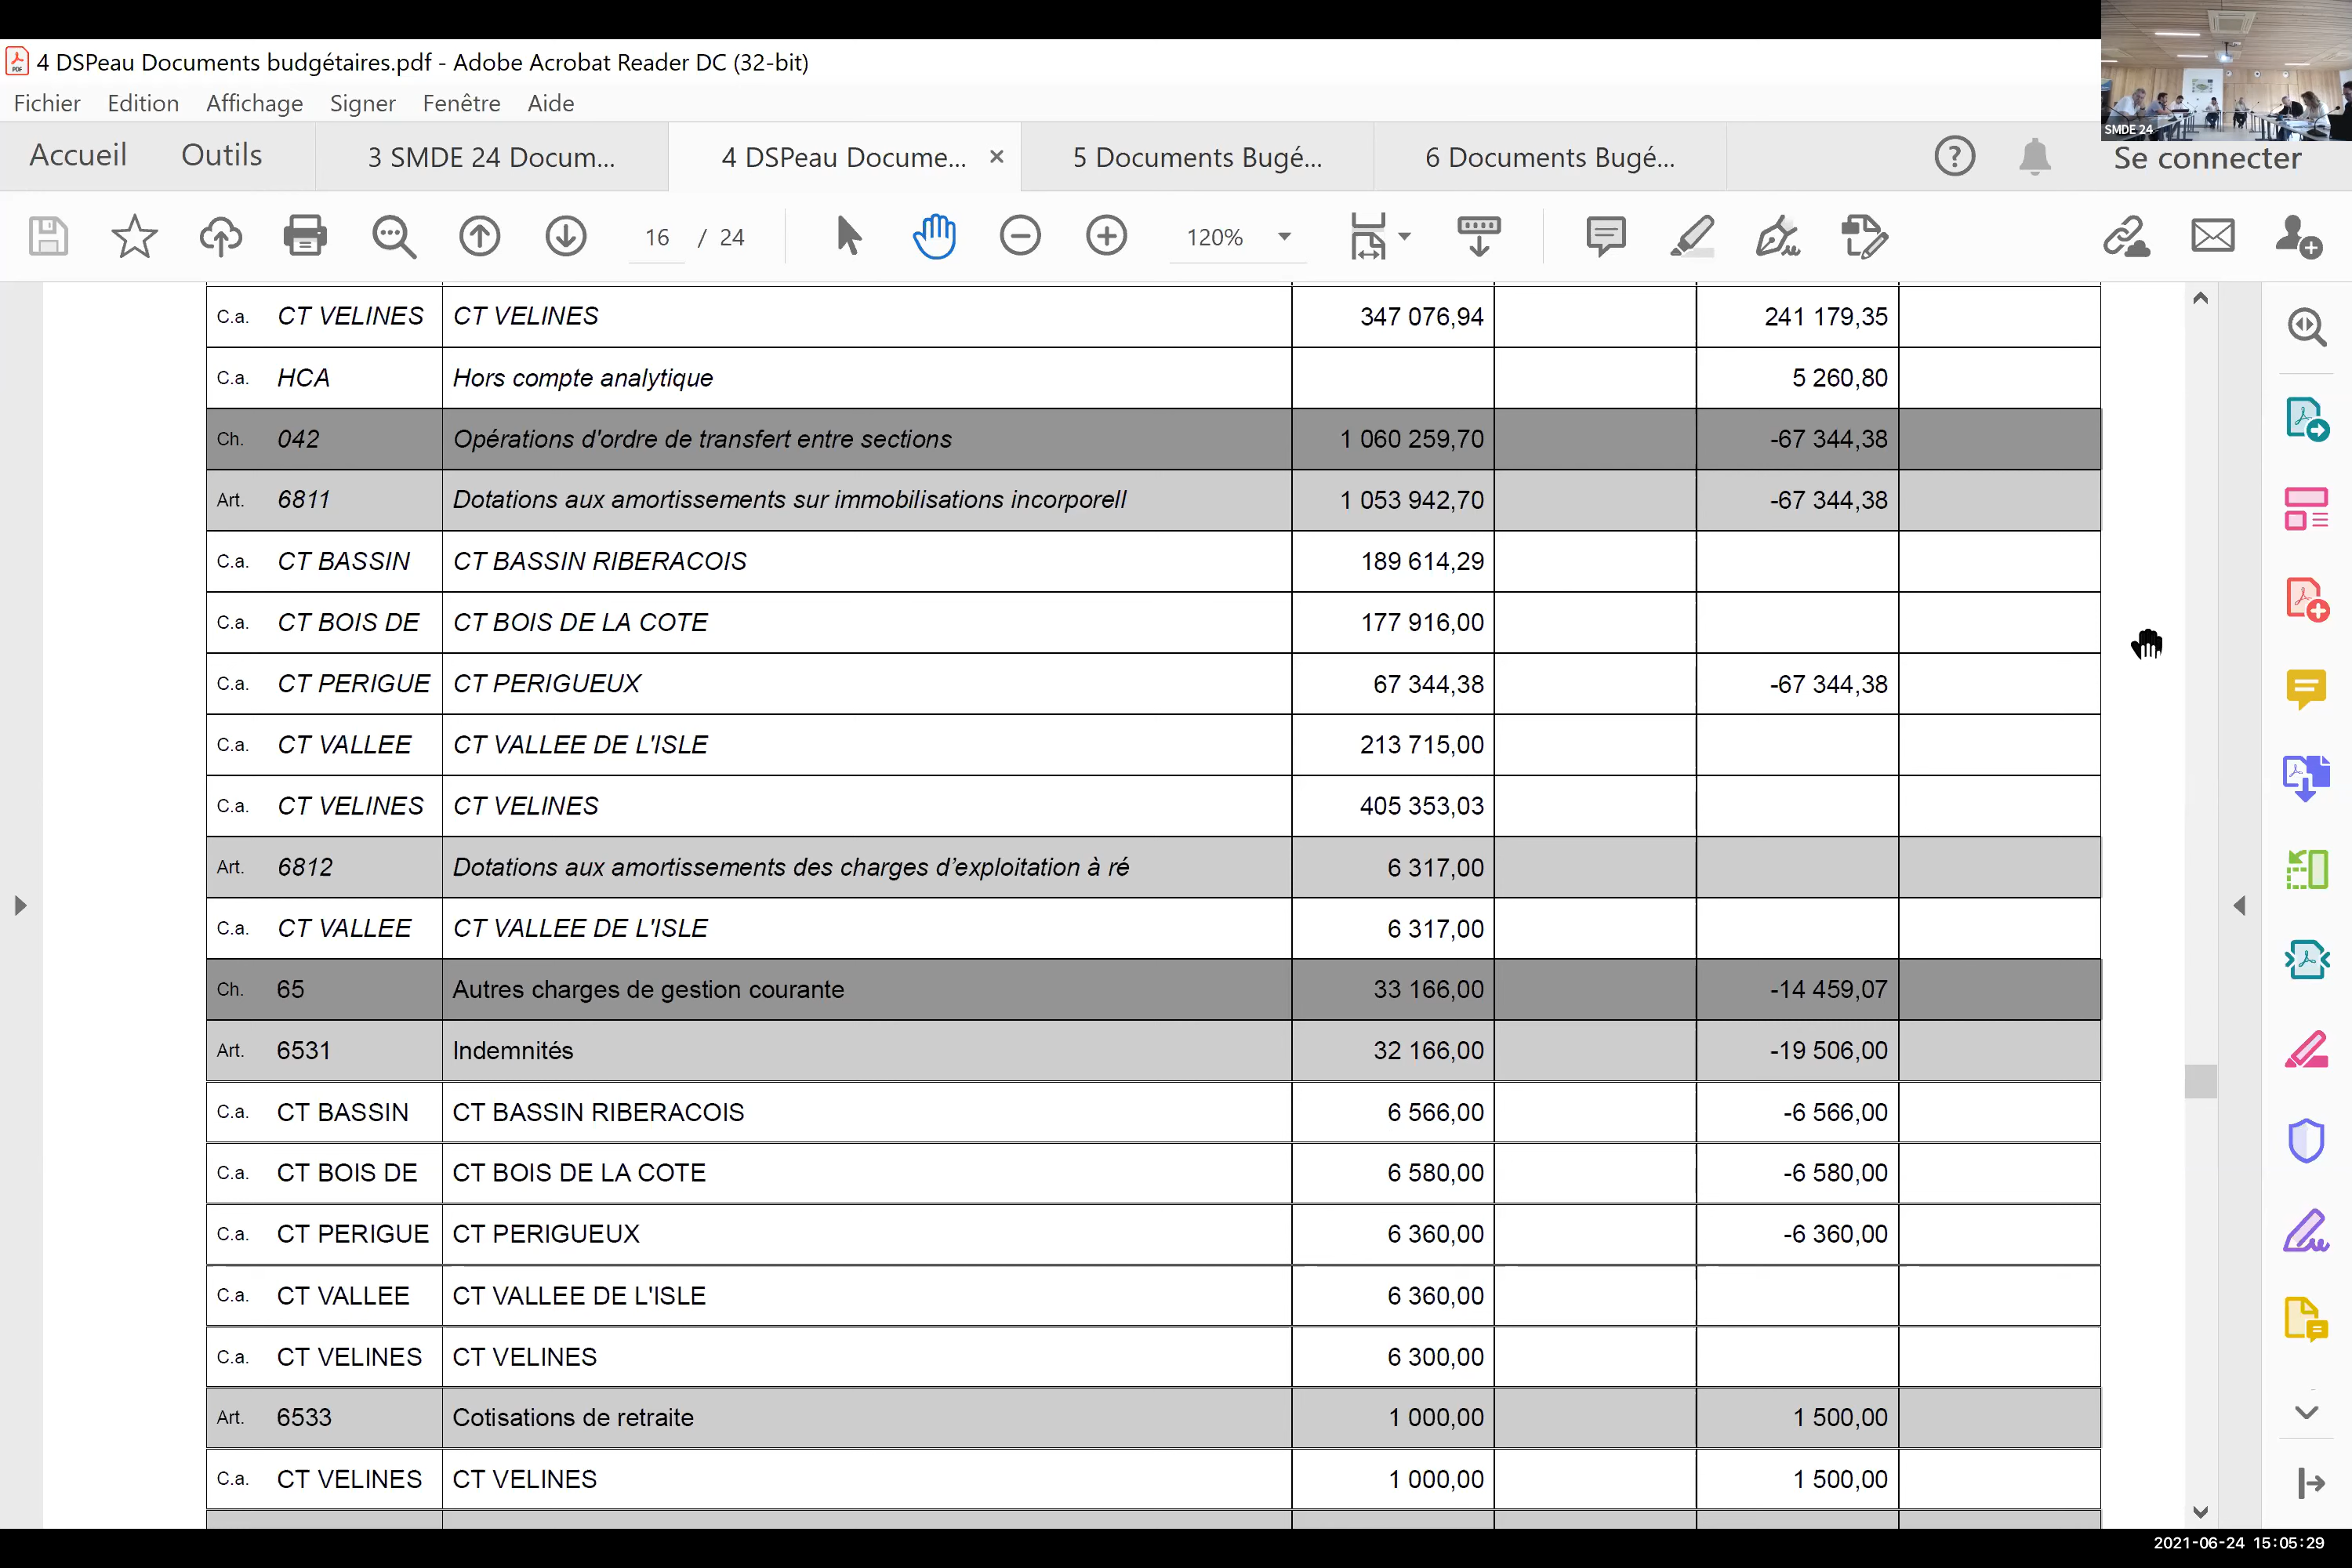 4 DSPeau Documents budgétaires.pdf - Adobe Acrobat Reader DC (32-bit)
Fichier Edition Affichage Signer Fenêtre Aide
Accueil Outils 3 SMDE 24 Docum... 4 DSPeau Docume... × 5 Documents Bugé... 6 Documents Bugé... Se connecter
SMDE 24
16 / 24 120%
C.a. CT VELINES CT VELINES 347 076,94 241 179,35
C.a. HCA Hors compte analytique 5 260,80
Ch. 042 Opérations d'ordre de transfert entre sections 1 060 259,70 -67 344,38
Art. 6811 Dotations aux amortissements sur immobilisations incorporell 1 053 942,70 -67 344,38
C.a. CT BASSIN CT BASSIN RIBERACOIS 189 614,29
C.a. CT BOIS DE CT BOIS DE LA COTE 177 916,00
C.a. CT PERIGUE CT PERIGUEUX 67 344,38 -67 344,38
C.a. CT VALLEE CT VALLEE DE L'ISLE 213 715,00
C.a. CT VELINES CT VELINES 405 353,03
Art. 6812 Dotations aux amortissements des charges d’exploitation à ré 6 317,00
C.a. CT VALLEE CT VALLEE DE L'ISLE 6 317,00
Ch. 65 Autres charges de gestion courante 33 166,00 -14 459,07
Art. 6531 Indemnités 32 166,00 -19 506,00
C.a. CT BASSIN CT BASSIN RIBERACOIS 6 566,00 -6 566,00
C.a. CT BOIS DE CT BOIS DE LA COTE 6 580,00 -6 580,00
C.a. CT PERIGUE CT PERIGUEUX 6 360,00 -6 360,00
C.a. CT VALLEE CT VALLEE DE L'ISLE 6 360,00
C.a. CT VELINES CT VELINES 6 300,00
Art. 6533 Cotisations de retraite 1 000,00 1 500,00
C.a. CT VELINES CT VELINES 1 000,00 1 500,00
2021-06-24 15:05:29